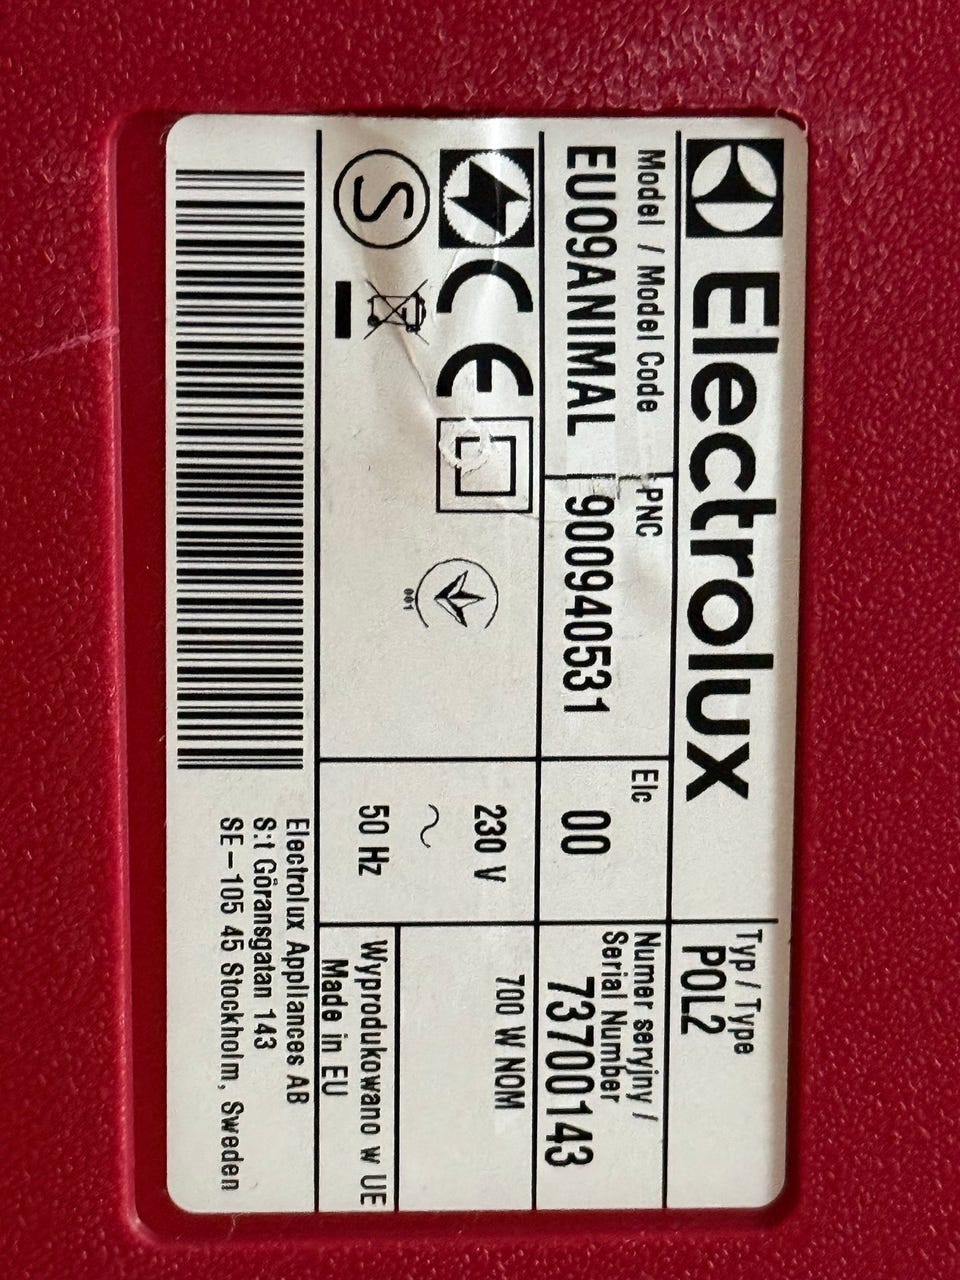 Electrolux
Typ / Type
POL2
Model / Model Code
EU09ANIMAL
PNC
900940531
Elc
00
Numer seryjny /
Serial Number
73700143
S
001
230 V
~
50 Hz
700 W NOM
Wyprodukowano w UE
Made in EU
Electrolux Appliances AB
S:t Göransgatan 143
SE-105 45 Stockholm, Sweden